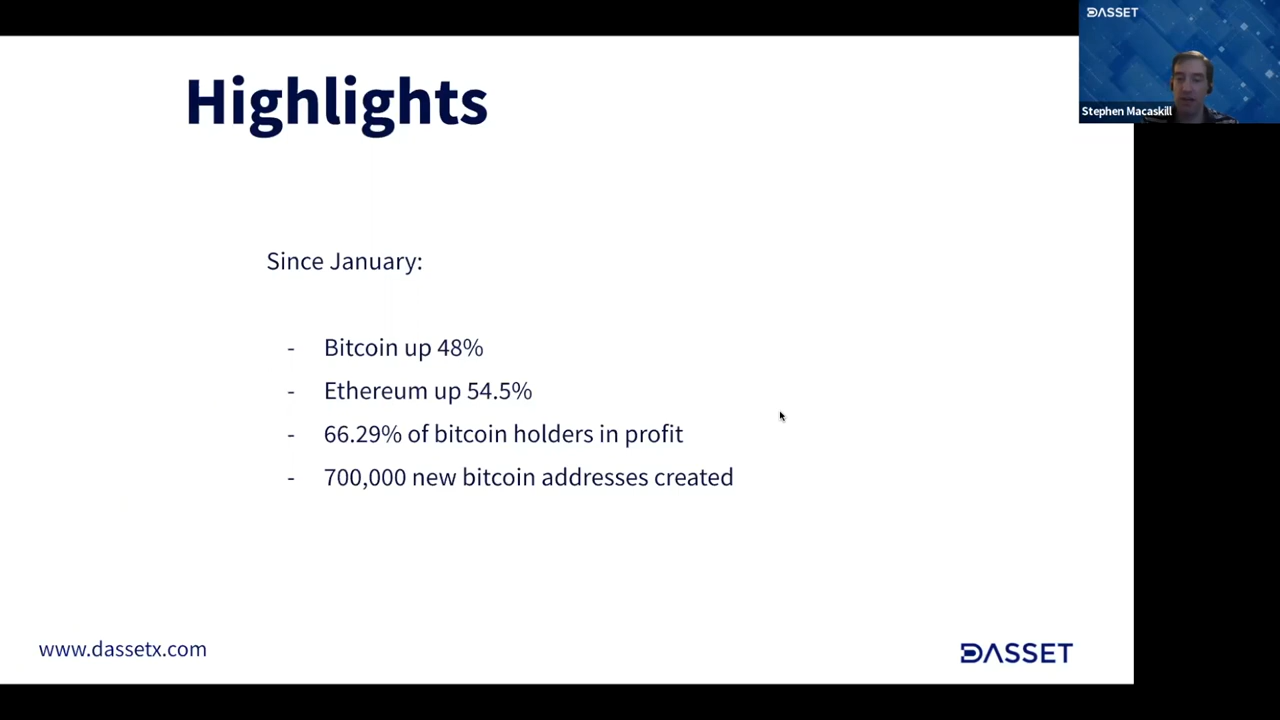 DASSET
Stephen Macaskill
Highlights
Since January:
- Bitcoin up 48%
- Ethereum up 54.5%
- 66.29% of bitcoin holders in profit
- 700,000 new bitcoin addresses created
www.dassetx.com
DASSET